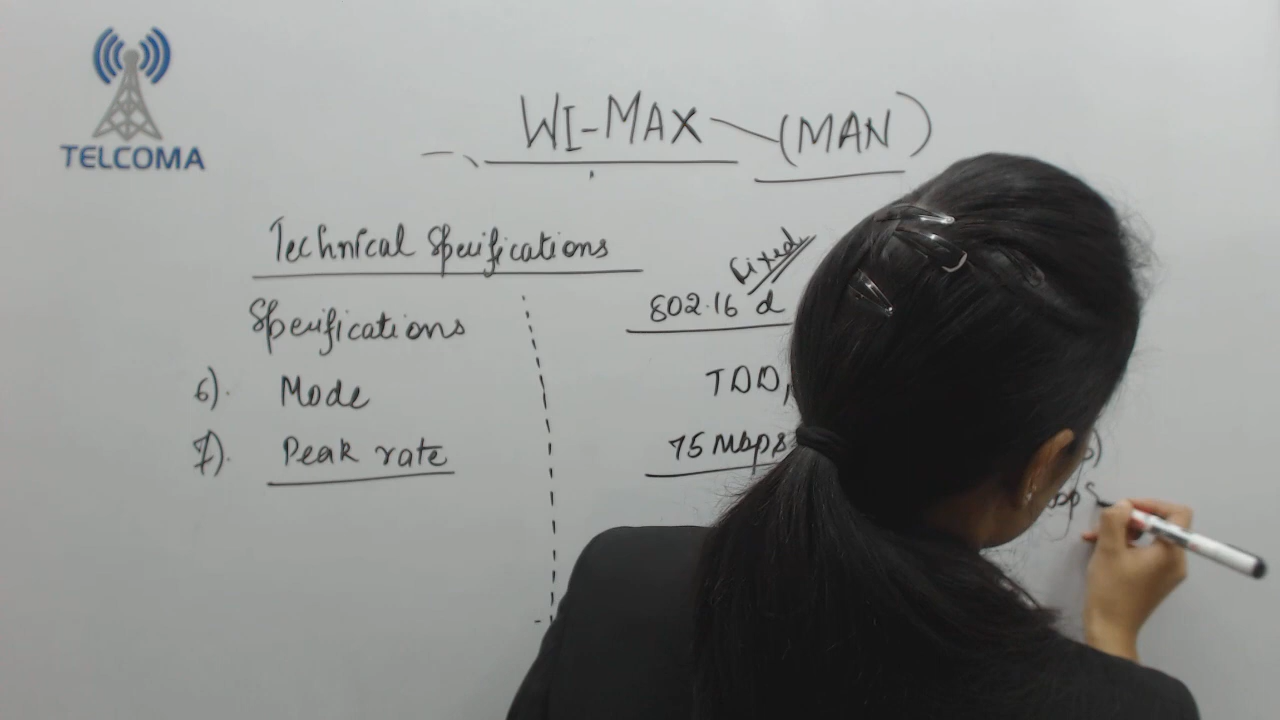 TELCOMA
WI-MAX (MAN)
Technical Specifications
Fixed
Specifications 802.16 d
6). Mode TDD,
7). Peak rate 75 Mbps